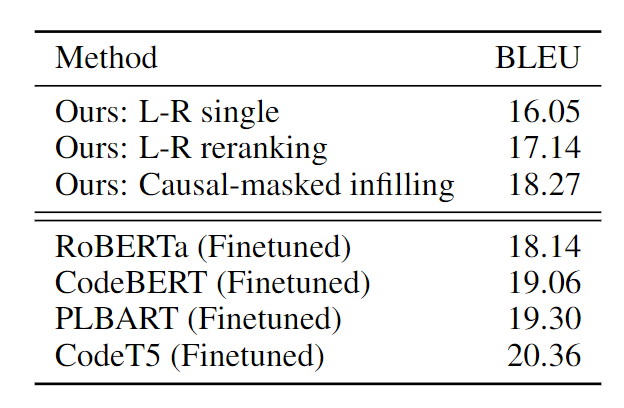 Method BLEU
Ours: L-R single 16.05
Ours: L-R reranking 17.14
Ours: Causal-masked infilling 18.27
RoBERTa (Finetuned) 18.14
CodeBERT (Finetuned) 19.06
PLBART (Finetuned) 19.30
CodeT5 (Finetuned) 20.36